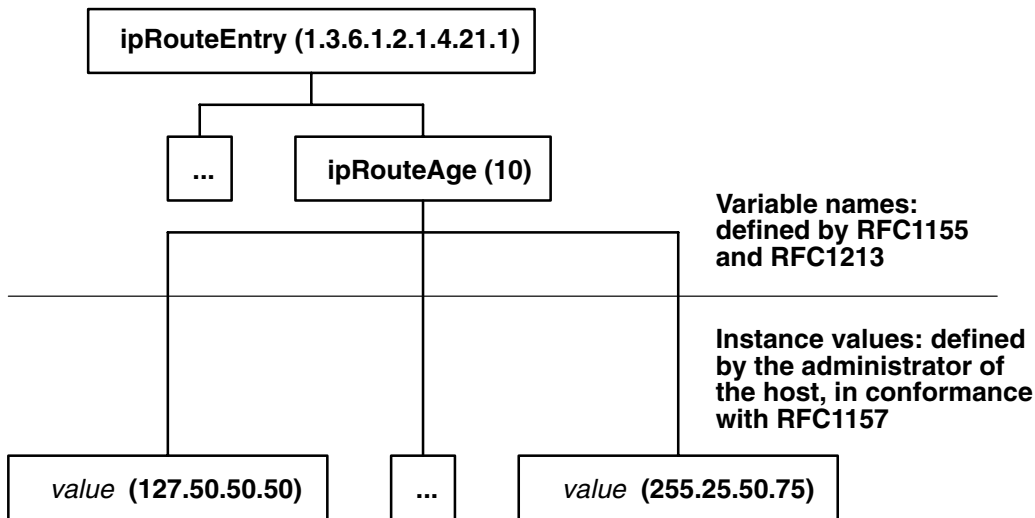 ipRouteEntry (1.3.6.1.2.1.4.21.1)
...
ipRouteAge (10)
Variable names:
defined by RFC1155
and RFC1213
Instance values: defined
by the administrator of
the host, in conformance
with RFC1157
value (127.50.50.50)
...
value (255.25.50.75)